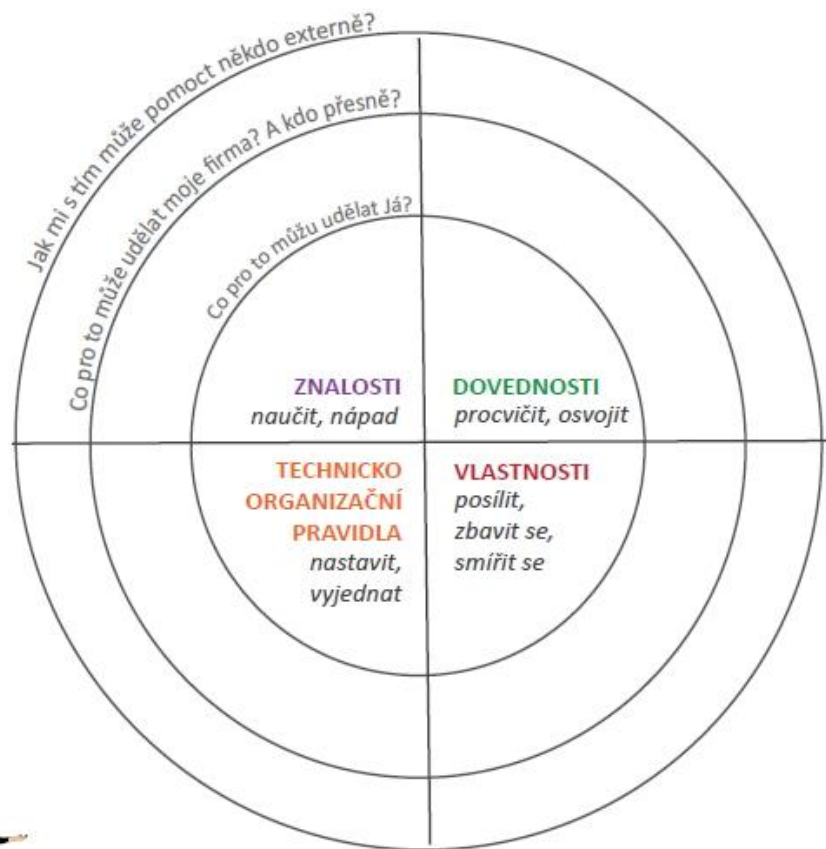 Jak mi s tím může pomoct někdo externě?
Co pro to může udělat moje firma? A kdo přesně?
Co pro to můžu udělat Já?
ZNALOSTI
naučit, nápad
DOVEDNOSTI
procvičit, osvojit
TECHNICKO
ORGANIZAČNÍ
PRAVIDLA
nastavit,
vyjednat
VLASTNOSTI
posílit,
zbavit se,
smířit se